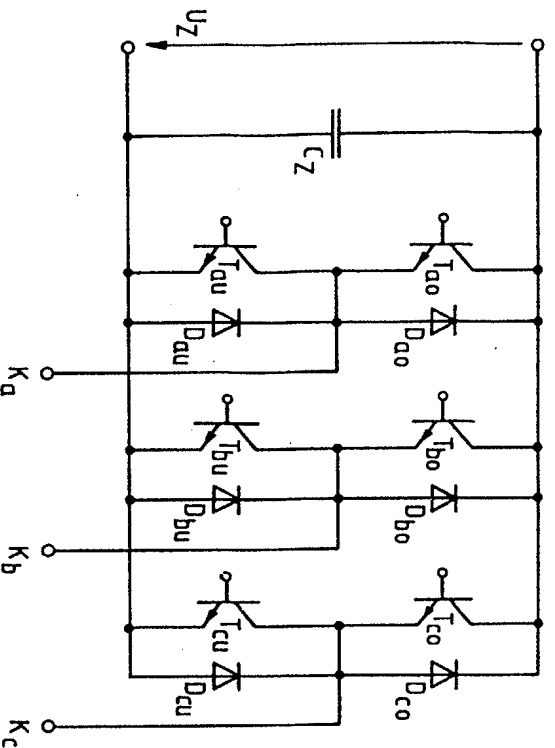 U_Z
C_Z
T_ao
D_ao
T_au
D_au
K_a
T_bo
D_bo
T_bu
D_bu
K_b
T_co
D_co
T_cu
D_cu
K_c